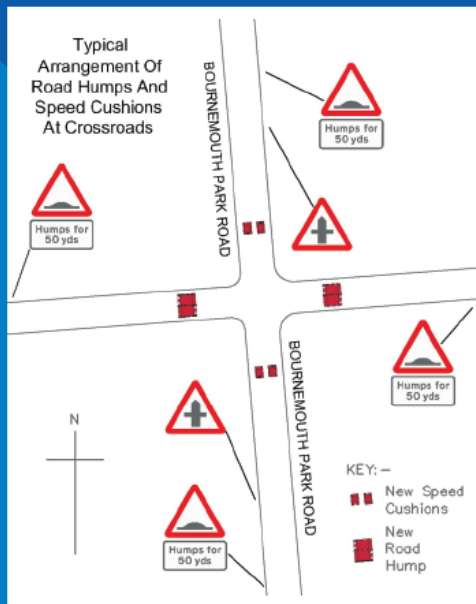 Typical
Arrangement Of
Road Humps And
Speed Cushions
At Crossroads
BOURNEMOUTH PARK ROAD
Humps for
50 yds
Humps for
50 yds
Humps for
50 yds
BOURNEMOUTH PARK ROAD
N
Humps for
50 yds
KEY:–
New Speed
Cushions
New
Road
Hump